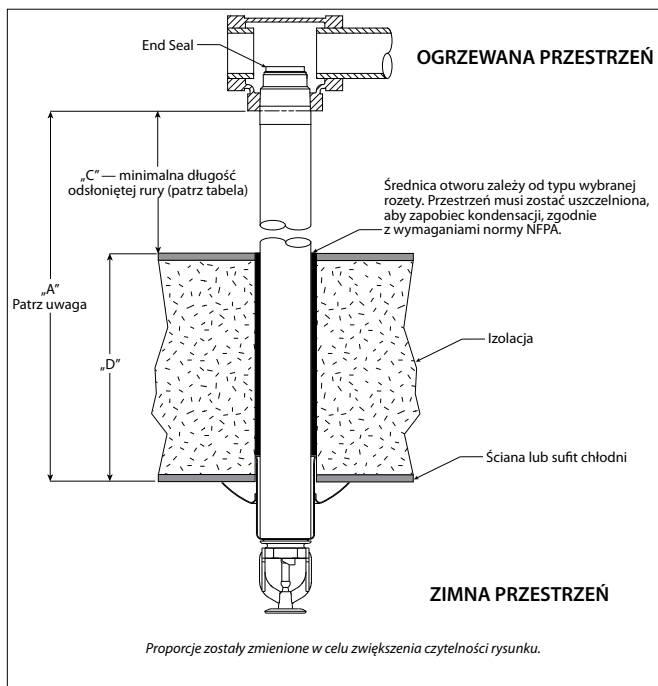 End Seal
OGRZEWANA PRZESTRZEŃ
„C” — minimalna długość
odsłoniętej rury (patrz tabela)
Średnica otworu zależy od typu wybranej
rozety. Przestrzeń musi zostać uszczelniona,
aby zapobiec kondensacji, zgodnie
z wymaganiami normy NFPA.
„A”
Patrz uwaga
„D”
Izolacja
Ściana lub sufit chłodni
ZIMNA PRZESTRZEŃ
Proporcje zostały zmienione w celu zwiększenia czytelności rysunku.